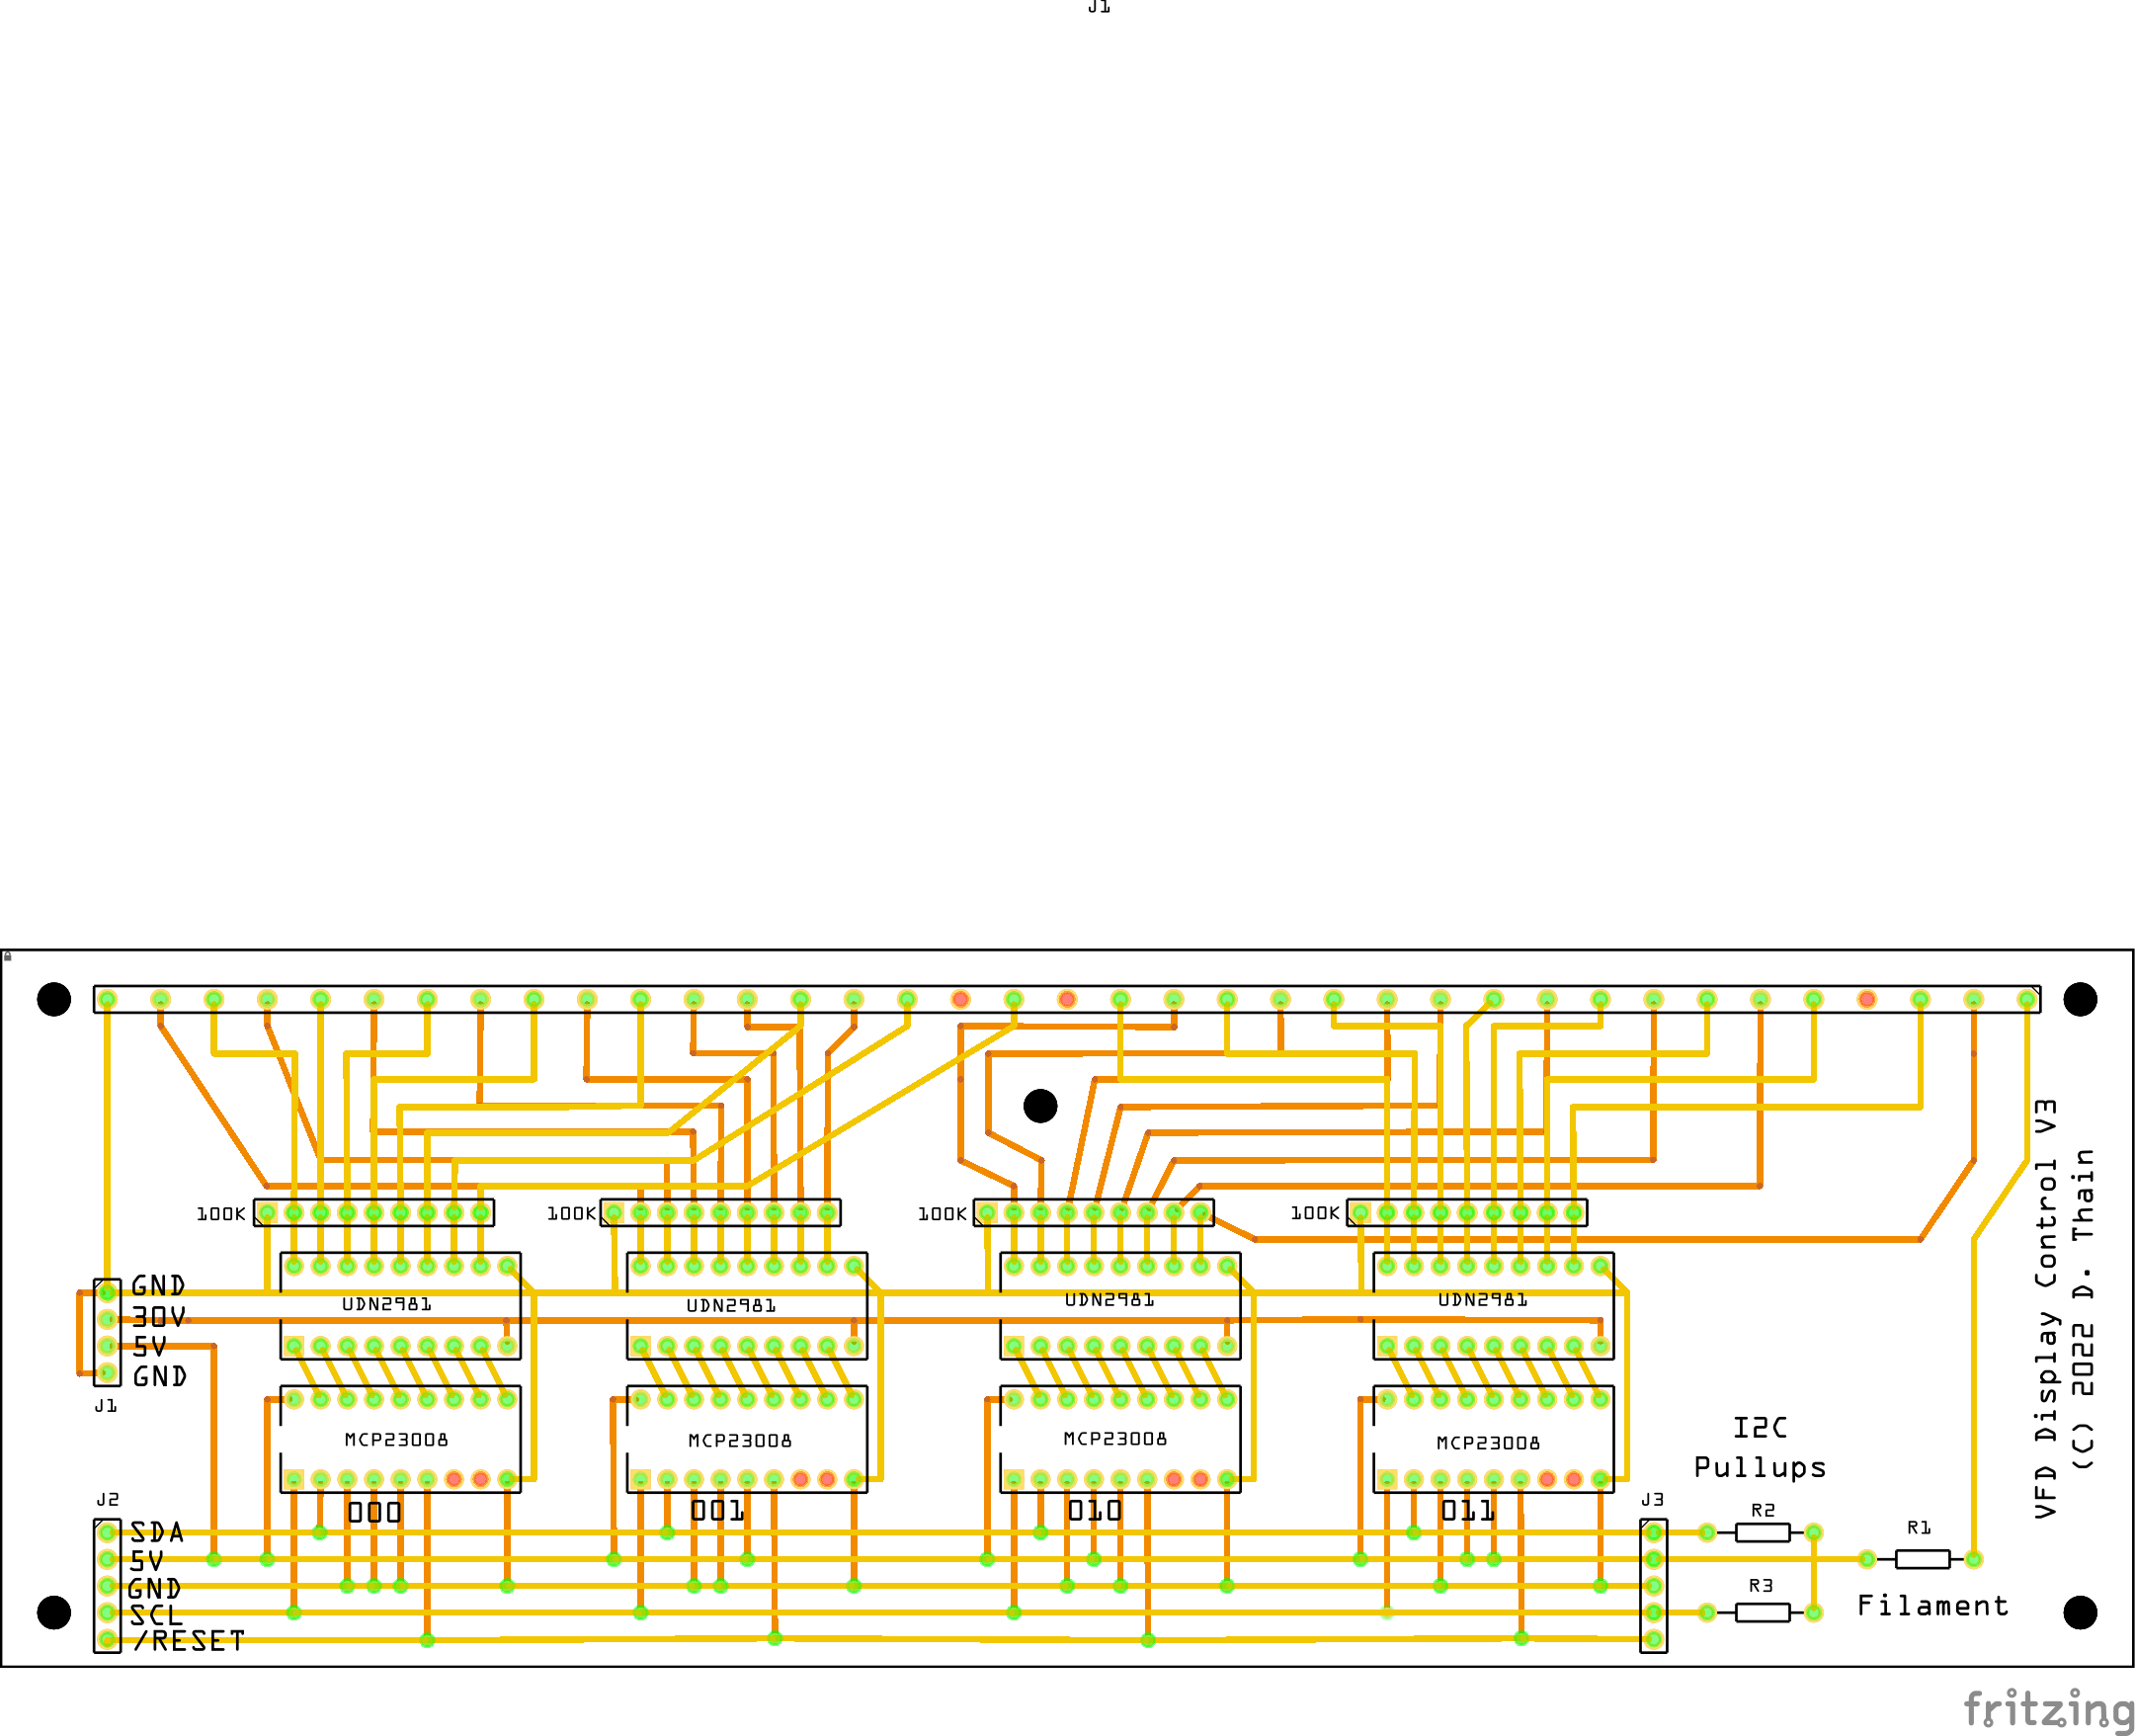 J1
100K
100K
100K
100K
GND
30V
5V
GND
J1
UDN2981
UDN2981
UDN2981
UDN2981
MCP23008
MCP23008
MCP23008
MCP23008
000
001
010
011
J2
SDA
5V
GND
SCL
/RESET
J3
I2C
Pullups
R2
R1
R3
Filament
VFD Display Control V3
(C) 2022 D. Thain
fritzing